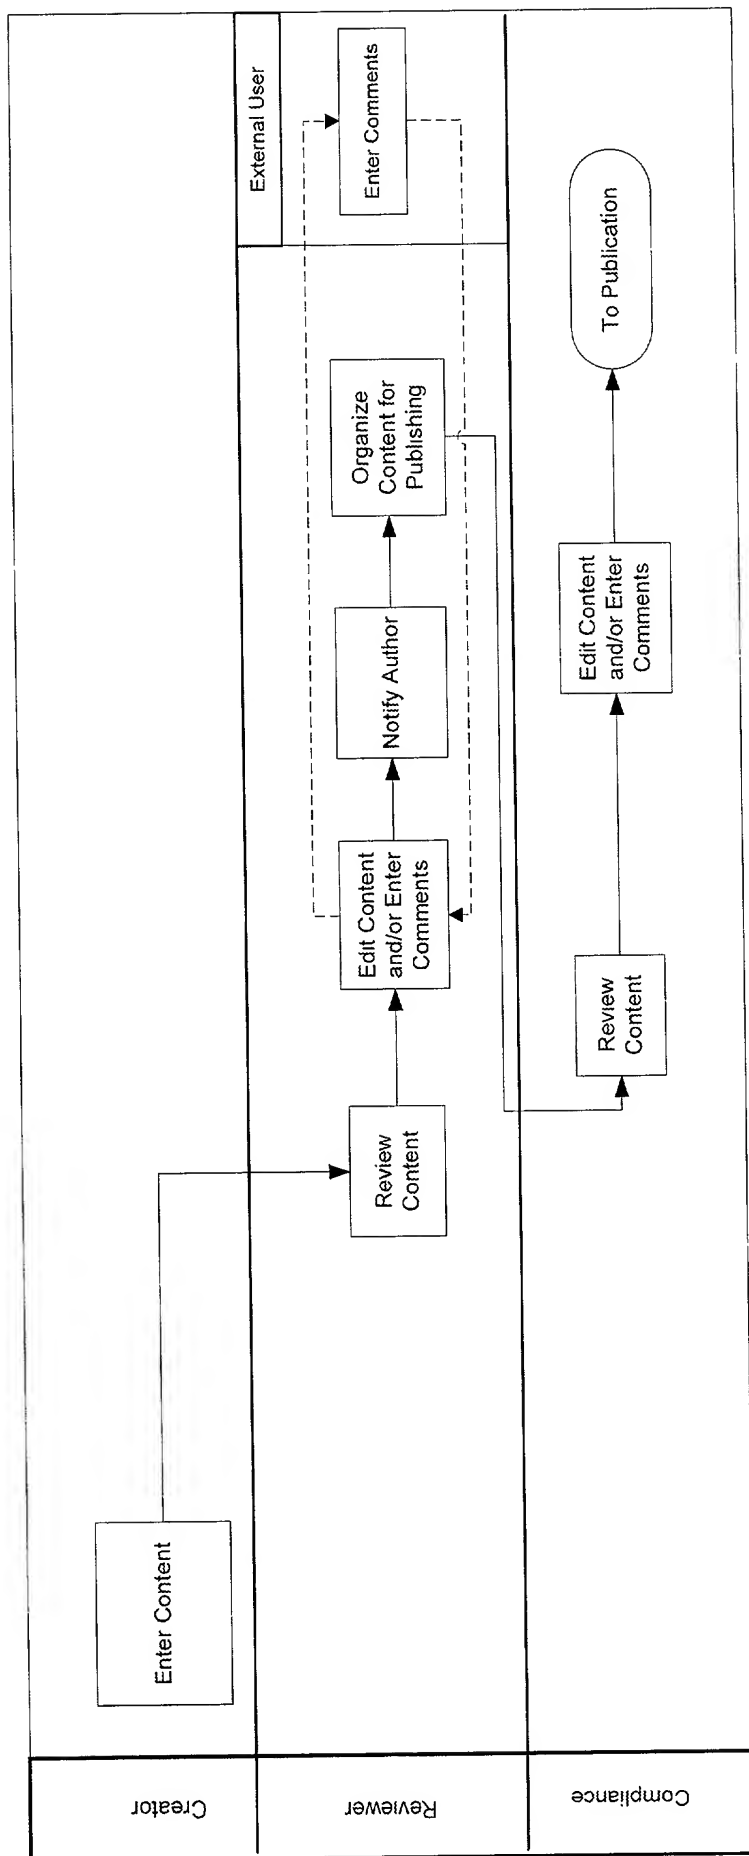 Creator
Enter Content
Reviewer
Review
Content
Edit Content
and/or Enter
Comments
Notify Author
Organize
Content for
Publishing
External User
Enter Comments
Compliance
Review
Content
Edit Content
and/or Enter
Comments
To Publication